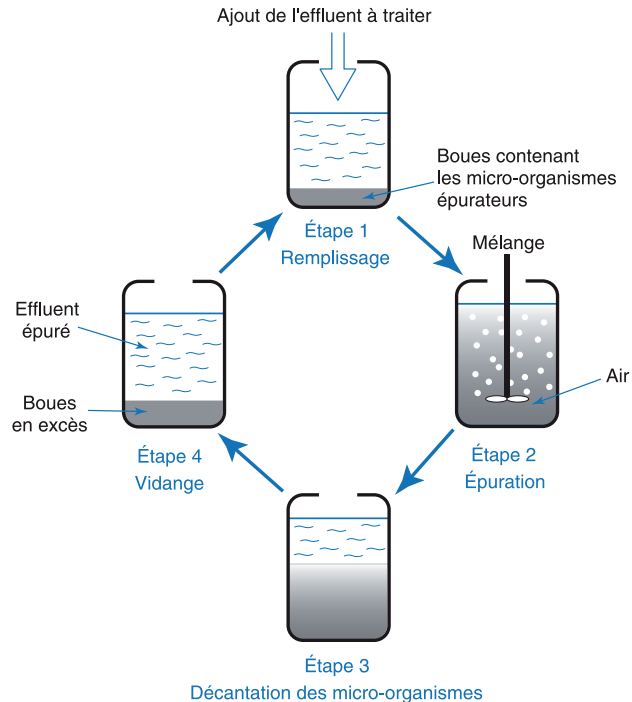 Ajout de l'effluent à traiter
Boues contenant
les micro-organismes
épurateurs
Étape 1
Remplissage
Mélange
Effluent
épuré
Air
Boues
en excès
Étape 4
Vidange
Étape 2
Épuration
Étape 3
Décantation des micro-organismes